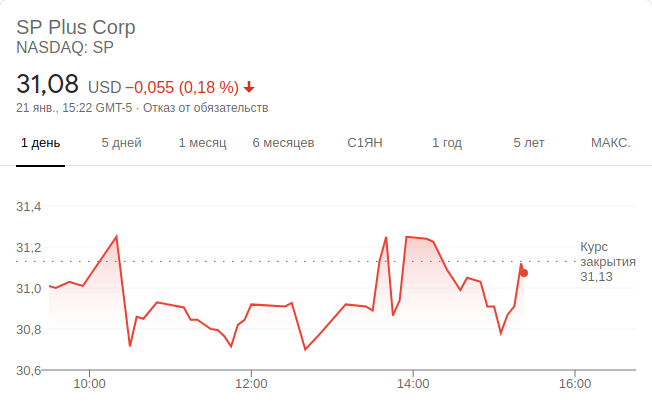 SP Plus Corp
NASDAQ: SP
31,08 USD −0,055 (0,18 %)
21 янв., 15:22 GMT-5 · Отказ от обязательств
1 день 5 дней 1 месяц 6 месяцев С1ЯН 1 год 5 лет МАКС.
31,4
31,2
31,0
30,8
30,6
Курс
закрытия
31,13
10:00 12:00 14:00 16:00